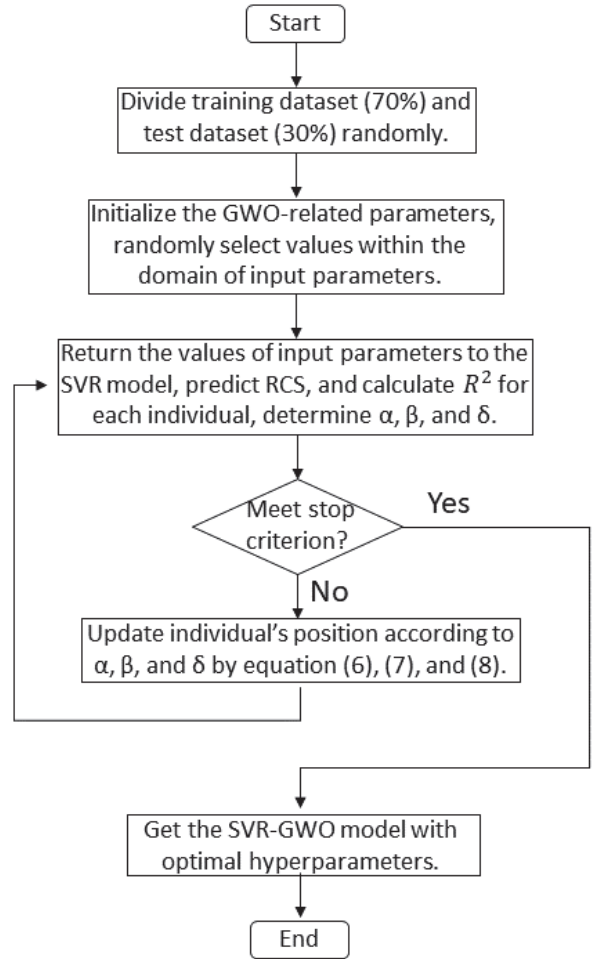 Start
Divide training dataset (70%) and
test dataset (30%) randomly.
Initialize the GWO-related parameters,
randomly select values within the
domain of input parameters.
Return the values of input parameters to the
SVR model, predict RCS, and calculate R² for
each individual, determine α, β, and δ.
Meet stop
criterion?
Yes
No
Update individual's position according to
α, β, and δ by equation (6), (7), and (8).
Get the SVR-GWO model with
optimal hyperparameters.
End